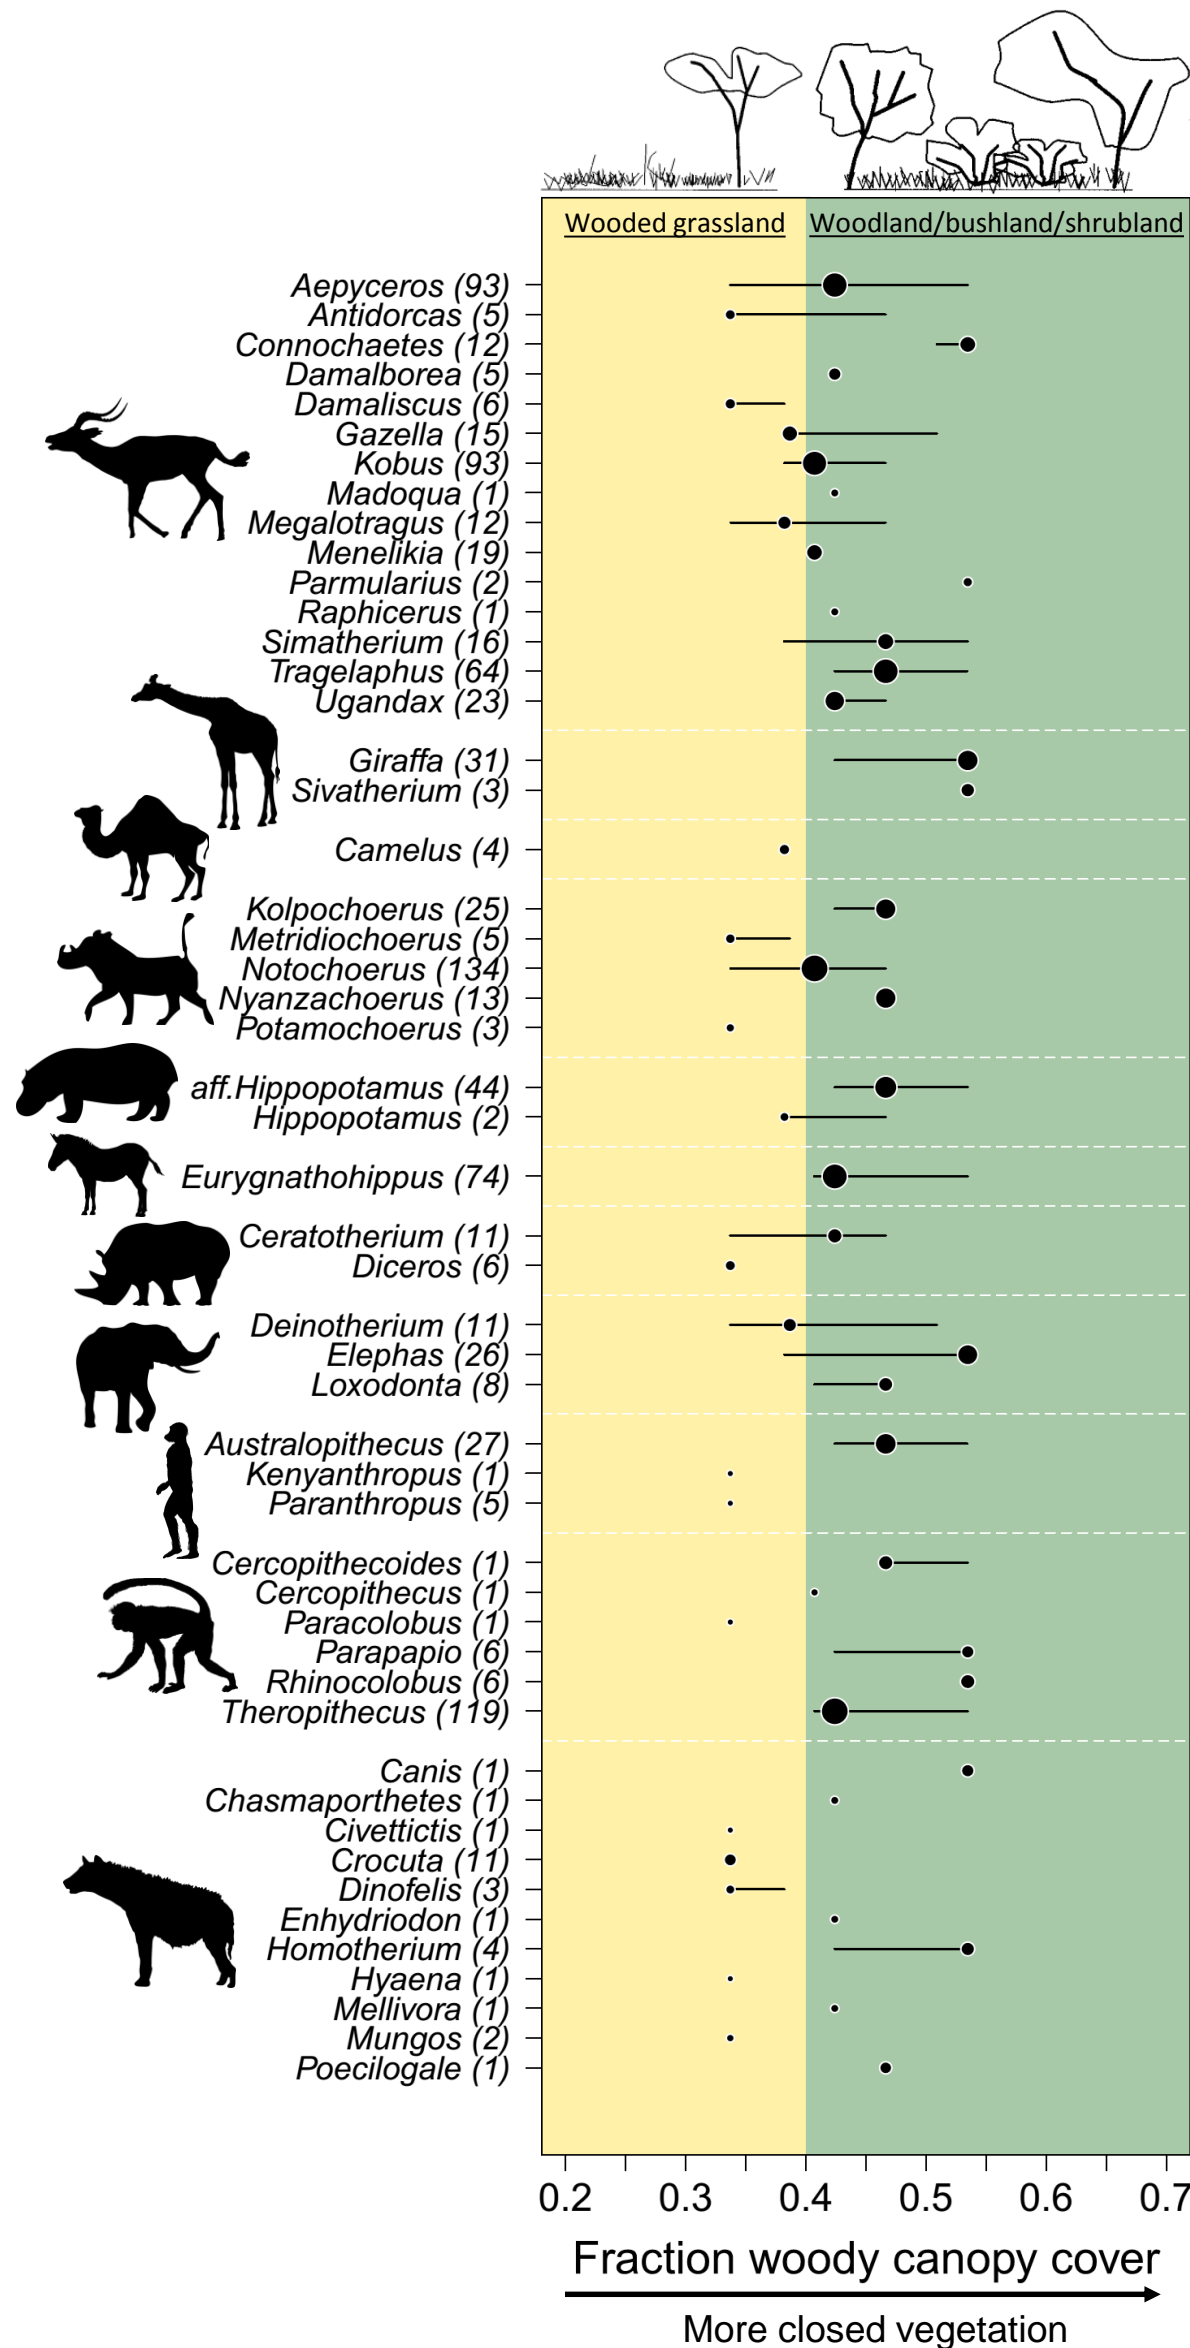 Wooded grassland
Woodland/bushland/shrubland
Aepyceros (93)
Antidorcas (5)
Connochaetes (12)
Damalborea (5)
Damaliscus (6)
Gazella (15)
Kobus (93)
Madoqua (1)
Megalotragus (12)
Menelikia (19)
Parmularius (2)
Raphicerus (1)
Simatherium (16)
Tragelaphus (64)
Ugandax (23)
Giraffa (31)
Sivatherium (3)
Camelus (4)
Kolpochoerus (25)
Metridiochoerus (5)
Notochoerus (134)
Nyanzachoerus (13)
Potamochoerus (3)
aff.Hippopotamus (44)
Hippopotamus (2)
Eurygnathohippus (74)
Ceratotherium (11)
Diceros (6)
Deinotherium (11)
Elephas (26)
Loxodonta (8)
Australopithecus (27)
Kenyanthropus (1)
Paranthropus (5)
Cercopithecoides (1)
Cercopithecus (1)
Paracolobus (1)
Parapapio (6)
Rhinocolobus (6)
Theropithecus (119)
Canis (1)
Chasmaporthetes (1)
Civettictis (1)
Crocuta (11)
Dinofelis (3)
Enhydriodon (1)
Homotherium (4)
Hyaena (1)
Mellivora (1)
Mungos (2)
Poecilogale (1)
0.2 0.3 0.4 0.5 0.6 0.7
Fraction woody canopy cover
More closed vegetation